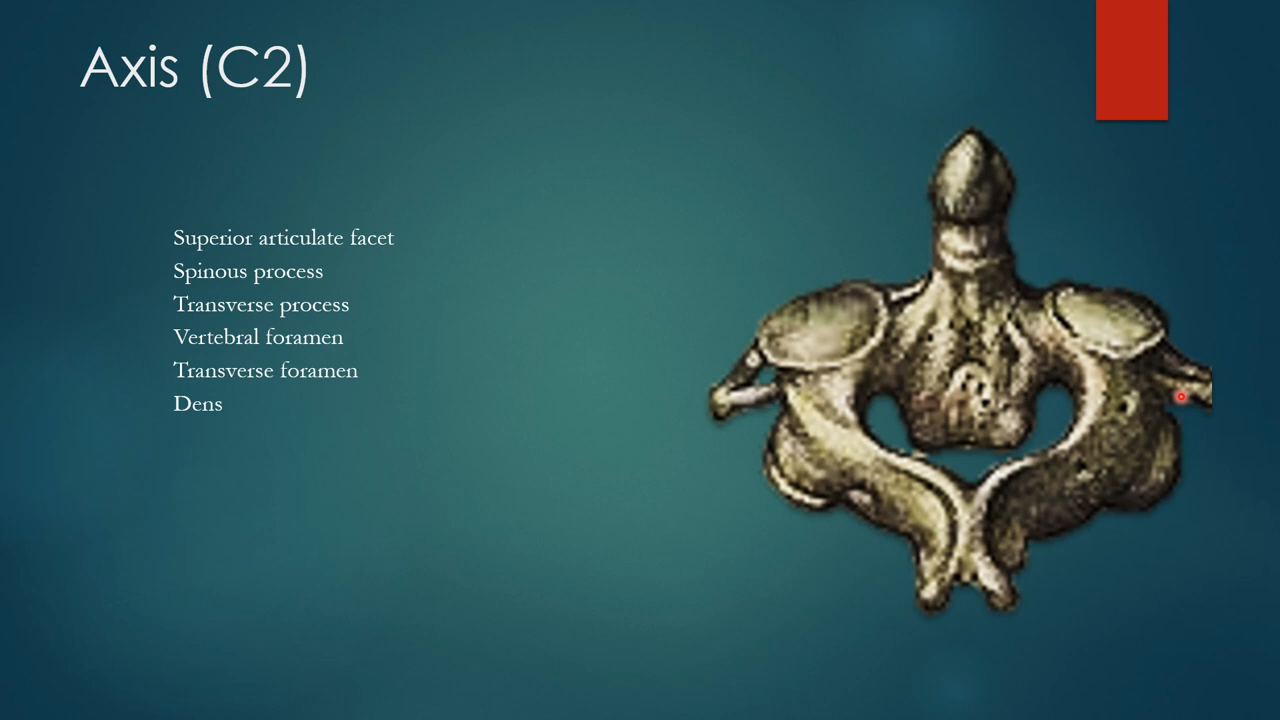 Axis (C2)
Superior articulate facet
Spinous process
Transverse process
Vertebral foramen
Transverse foramen
Dens